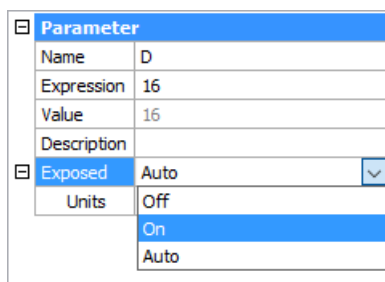 Parameter
Name D
Expression 16
Value 16
Description
Exposed Auto
Units Off
On
Auto